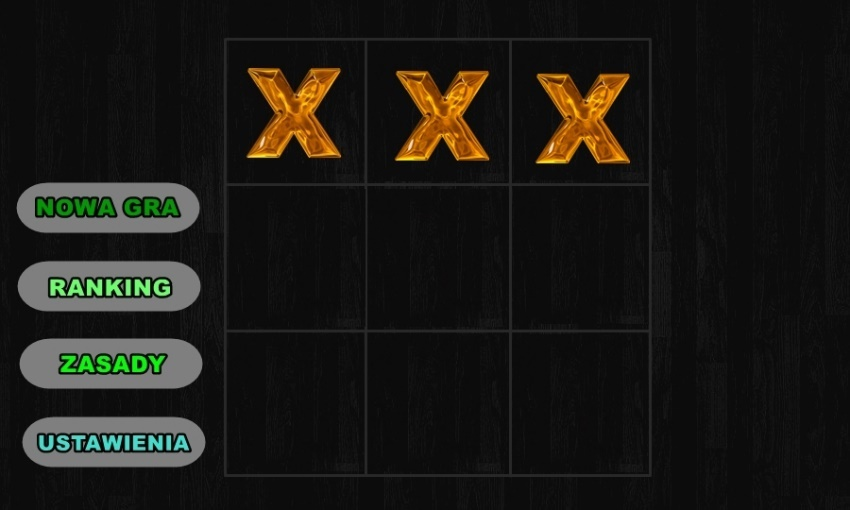 X X X
NOWA GRA
RANKING
ZASADY
USTAWIENIA